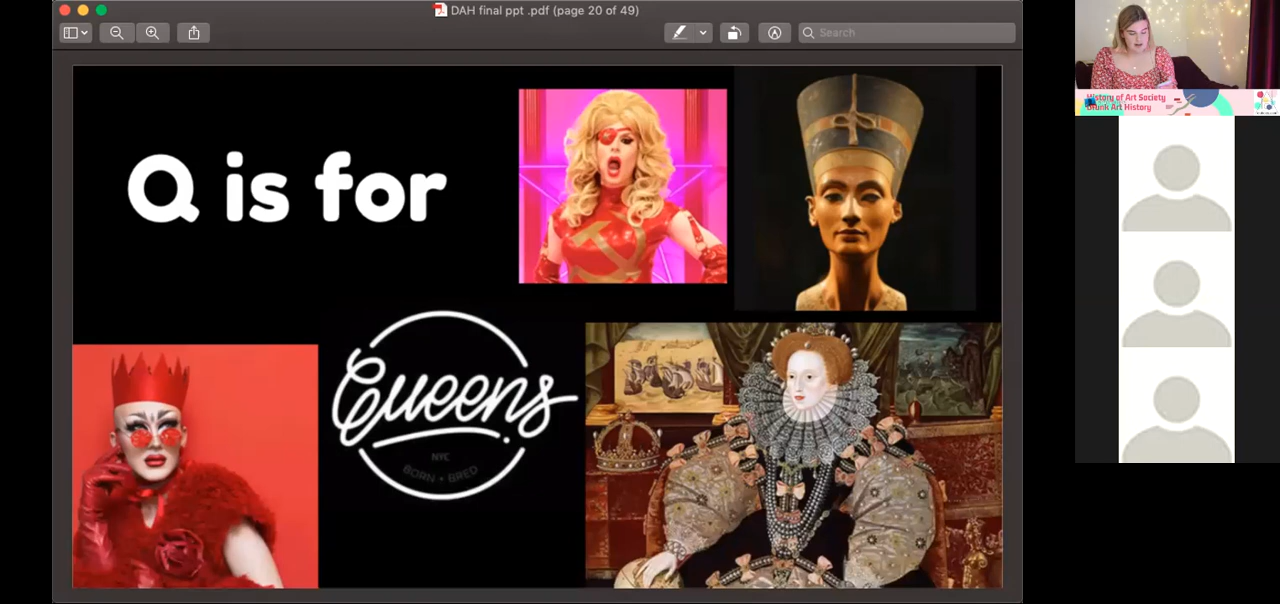 DAH final ppt .pdf (page 20 of 49)
Search
Q is for
Queens
NYC
BORN + BRED
History of Art Society
Drunk Art History